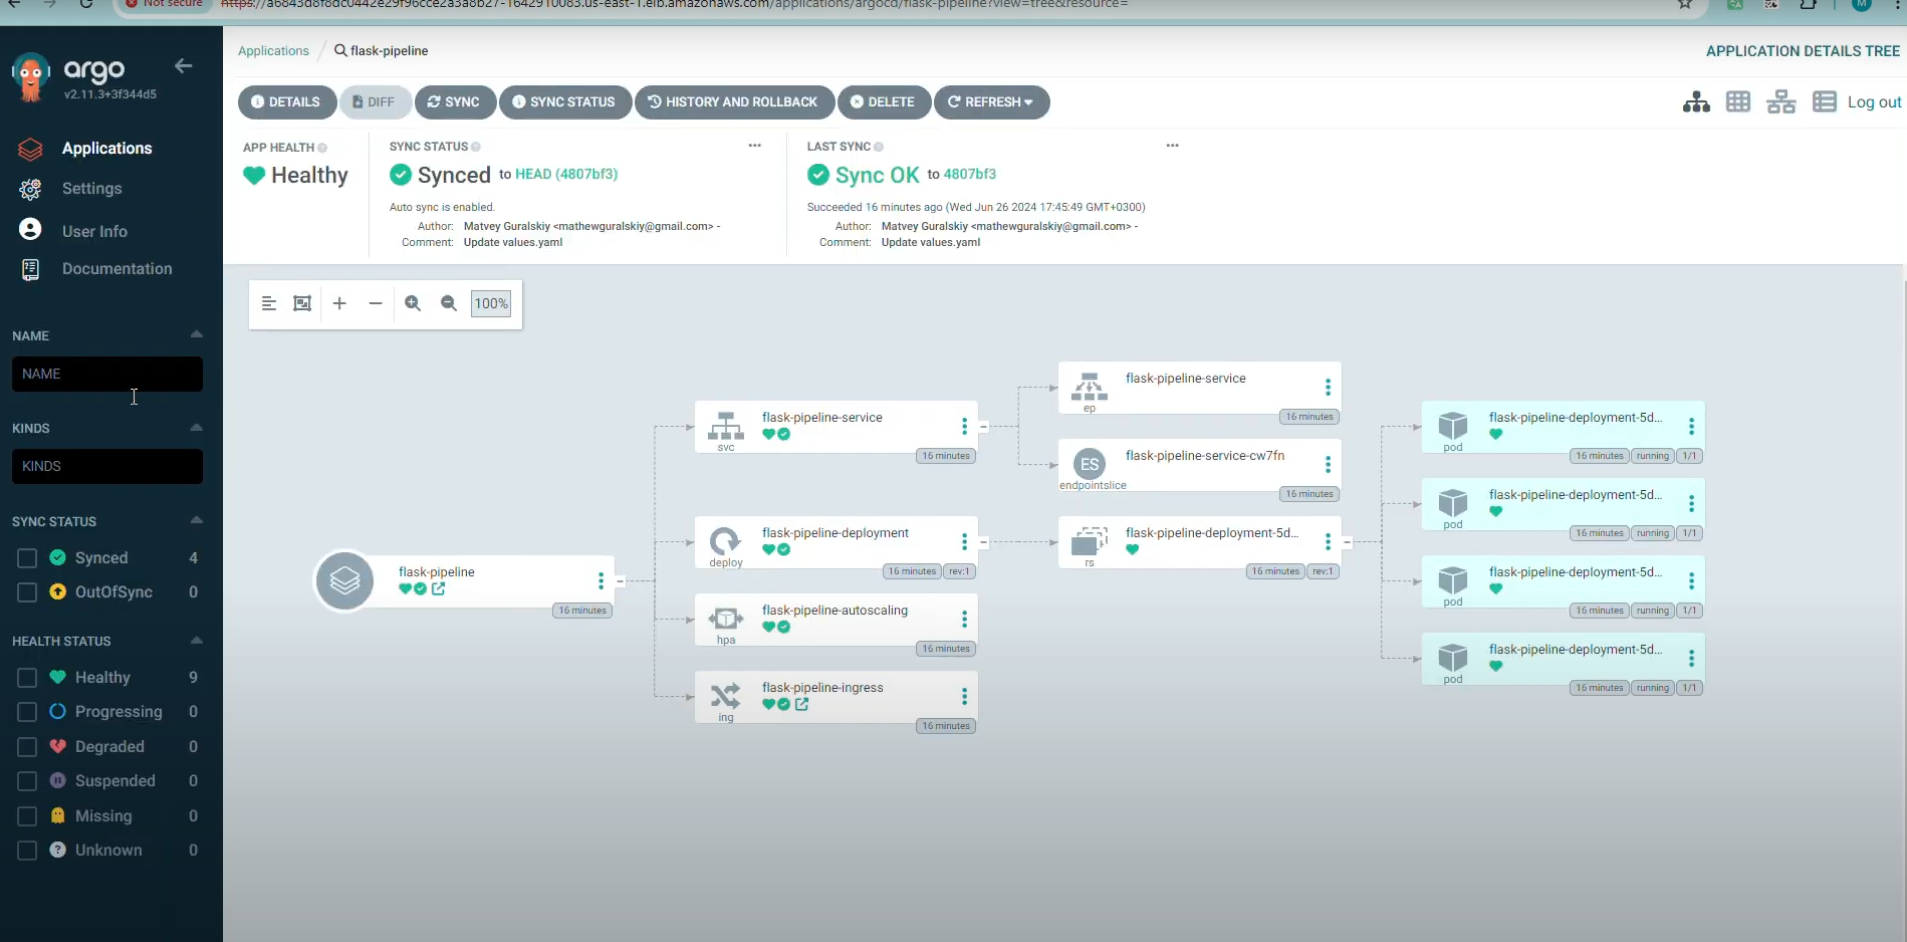 Not secure
https://a6843d8f8dc0442e29f96cce2a3a8b27-1642910083.us-east-1.elb.amazonaws.com/applications/argocd/flask-pipeline?view=tree&resource=
M
argo
v2.11.3+3f344d5
Applications
Settings
User Info
Documentation
NAME
NAME
KINDS
KINDS
SYNC STATUS
Synced 4
OutOfSync 0
HEALTH STATUS
Healthy 9
Progressing 0
Degraded 0
Suspended 0
Missing 0
Unknown 0
Applications / flask-pipeline
APPLICATION DETAILS TREE
DETAILS DIFF SYNC SYNC STATUS HISTORY AND ROLLBACK DELETE REFRESH
Log out
APP HEALTH
Healthy
SYNC STATUS
Synced to HEAD (4807bf3)
Auto sync is enabled.
Author: Matvey Guralskiy <mathewguralskiy@gmail.com> -
Comment: Update values.yaml
LAST SYNC
Sync OK to 4807bf3
Succeeded 16 minutes ago (Wed Jun 26 2024 17:45:49 GMT+0300)
Author: Matvey Guralskiy <mathewguralskiy@gmail.com> -
Comment: Update values.yaml
100%
flask-pipeline
16 minutes
flask-pipeline-service
svc
16 minutes
flask-pipeline-deployment
deploy
16 minutes rev:1
flask-pipeline-autoscaling
hpa
16 minutes
flask-pipeline-ingress
ing
16 minutes
flask-pipeline-service
ep
16 minutes
ES
flask-pipeline-service-cw7fn
endpointslice
16 minutes
flask-pipeline-deployment-5d...
rs
16 minutes rev:1
flask-pipeline-deployment-5d...
pod
16 minutes running 1/1
flask-pipeline-deployment-5d...
pod
16 minutes running 1/1
flask-pipeline-deployment-5d...
pod
16 minutes running 1/1
flask-pipeline-deployment-5d...
pod
16 minutes running 1/1